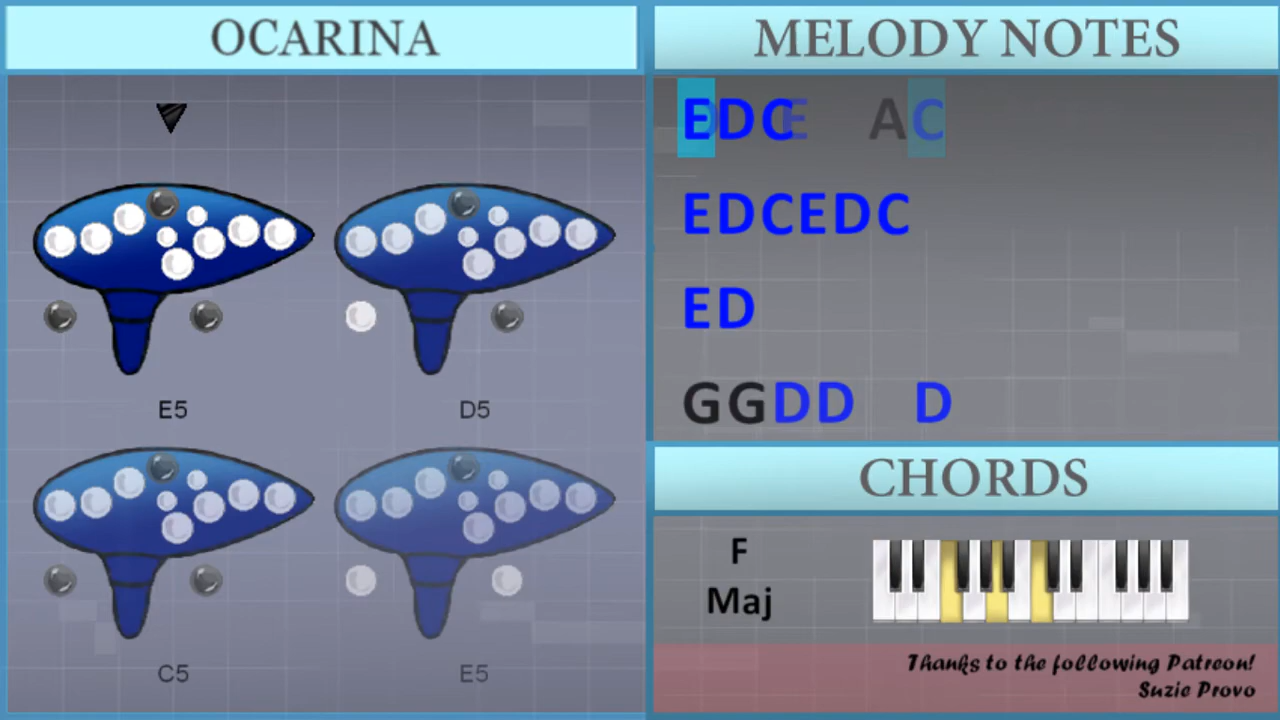 OCARINA
E5
D5
C5
E5
MELODY NOTES
EDC E AC
EDCEDC
ED
GGDD D
CHORDS
F
Maj
Thanks to the following Patreon!
Suzie Provo